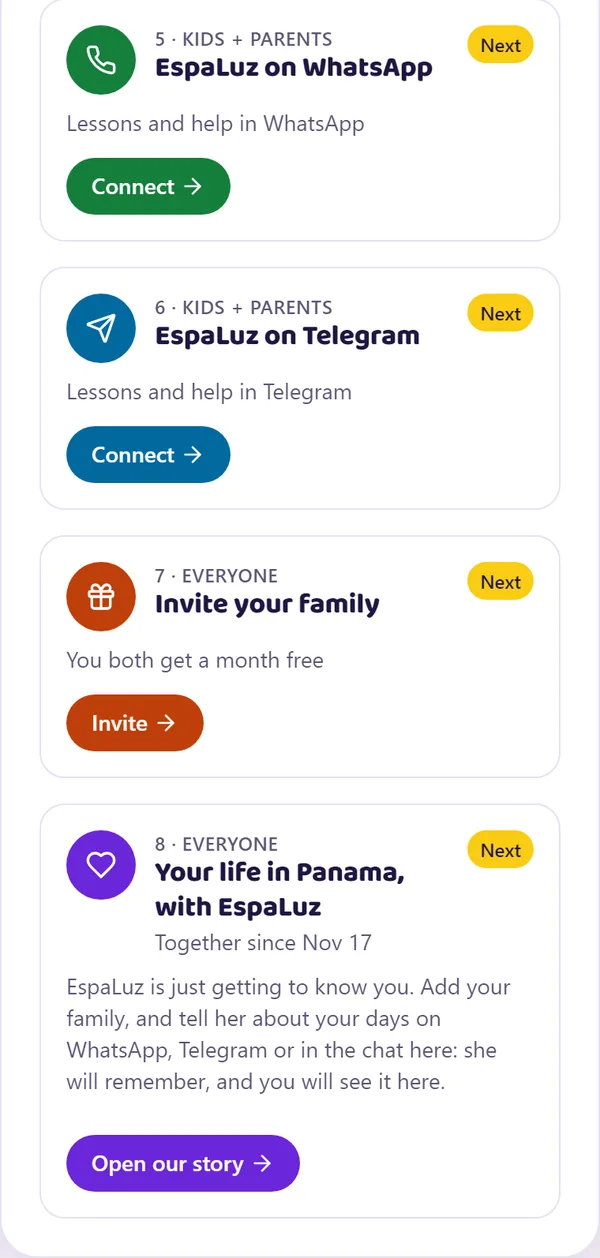 5 · KIDS + PARENTS
EspaLuz on WhatsApp
Next
Lessons and help in WhatsApp
Connect →
6 · KIDS + PARENTS
EspaLuz on Telegram
Next
Lessons and help in Telegram
Connect →
7 · EVERYONE
Invite your family
Next
You both get a month free
Invite →
8 · EVERYONE
Your life in Panama,
with EspaLuz
Next
Together since Nov 17
EspaLuz is just getting to know you. Add your
family, and tell her about your days on
WhatsApp, Telegram or in the chat here: she
will remember, and you will see it here.
Open our story →